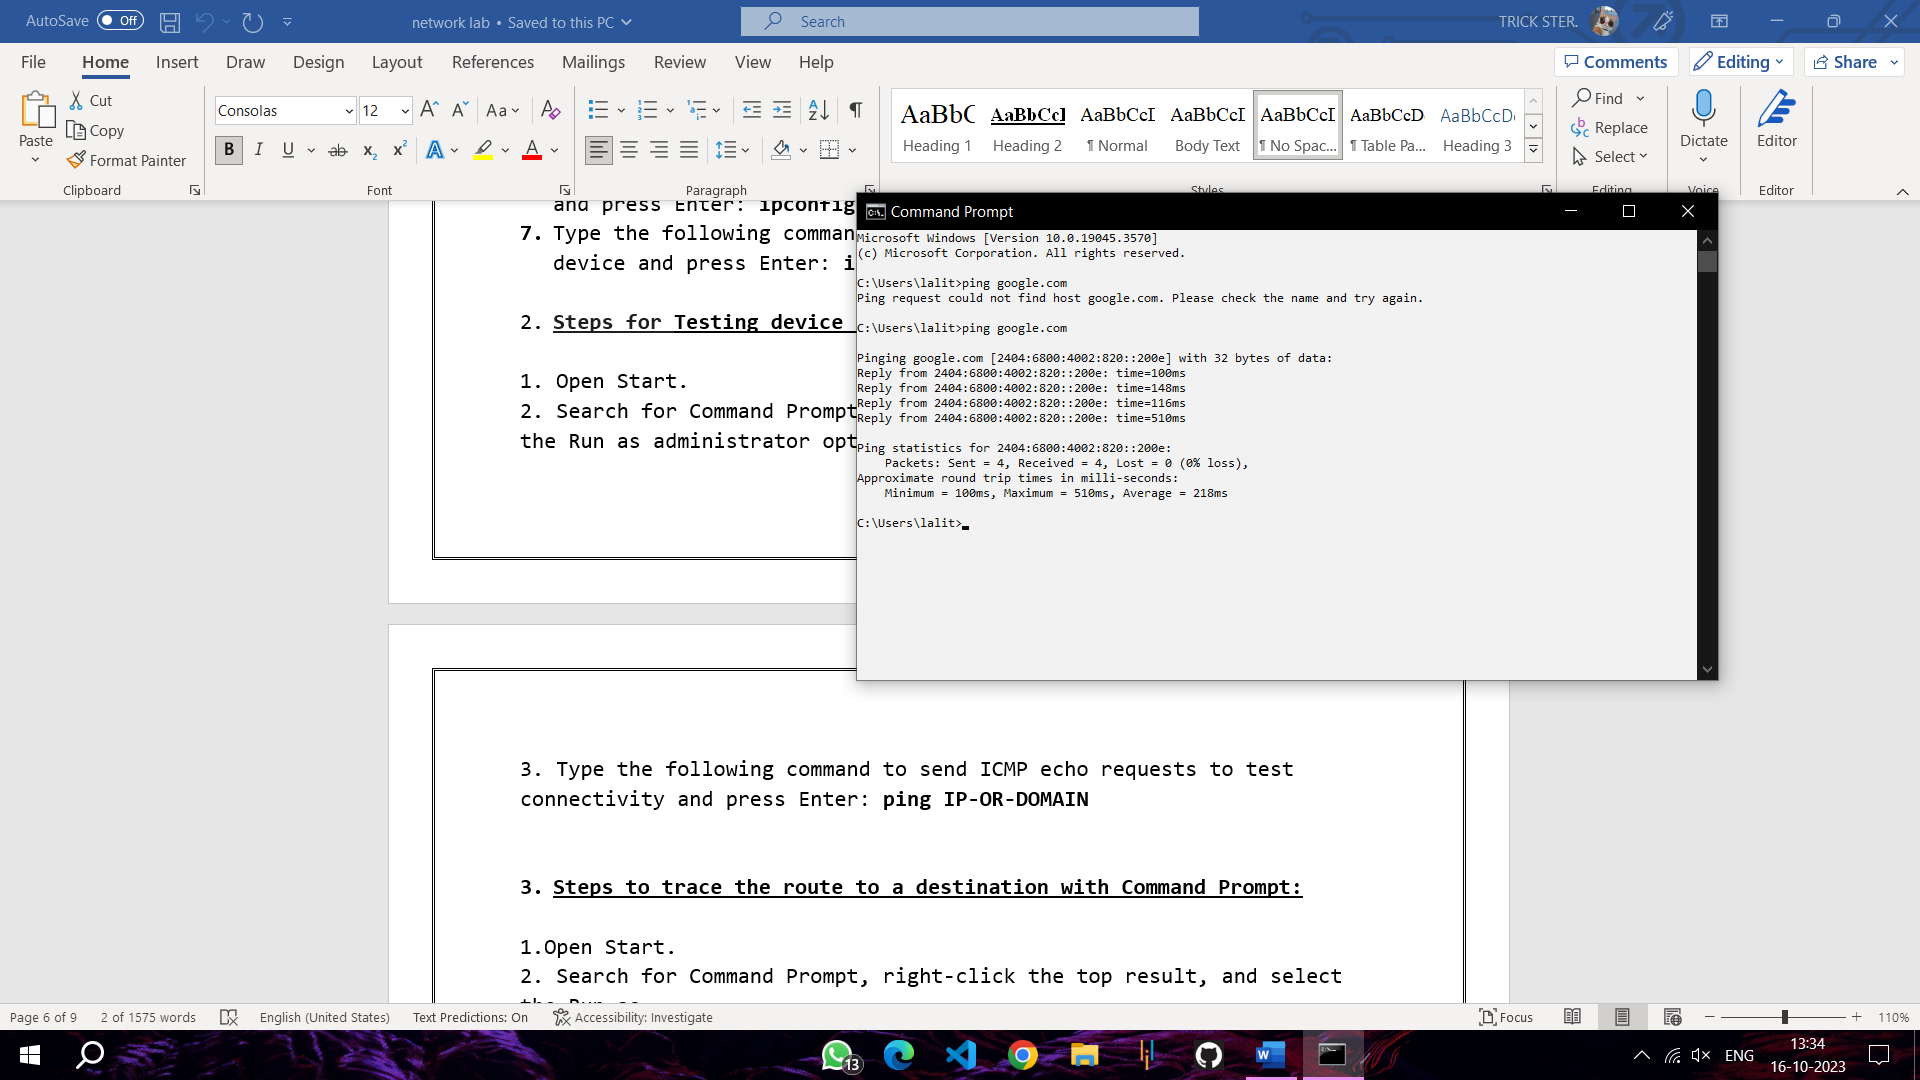 AutoSave Off
network lab • Saved to this PC
Search
TRICK STER.
File Home Insert Draw Design Layout References Mailings Review View Help
Comments Editing Share
Paste
Cut
Copy
Format Painter
Clipboard
Consolas 12 Aa
B I U ab x2 x2 A A
Font
Paragraph
AaBbC AaBbCcI AaBbCcI AaBbCcI AaBbCcI AaBbCcD AaBbCcDc
Heading 1 Heading 2 ¶ Normal Body Text ¶ No Spac... ¶ Table Pa... Heading 3
Styles
Find
Replace
Select
Editing
Dictate
Voice
Editor
Editor
and press Enter: ipconfig
7. Type the following comman
device and press Enter: i
2. Steps for Testing device
1. Open Start.
2. Search for Command Prompt
the Run as administrator opt
Command Prompt
Microsoft Windows [Version 10.0.19045.3570]
(c) Microsoft Corporation. All rights reserved.
C:\Users\lalit>ping google.com
Ping request could not find host google.com. Please check the name and try again.
C:\Users\lalit>ping google.com
Pinging google.com [2404:6800:4002:820::200e] with 32 bytes of data:
Reply from 2404:6800:4002:820::200e: time=100ms
Reply from 2404:6800:4002:820::200e: time=148ms
Reply from 2404:6800:4002:820::200e: time=116ms
Reply from 2404:6800:4002:820::200e: time=510ms
Ping statistics for 2404:6800:4002:820::200e:
Packets: Sent = 4, Received = 4, Lost = 0 (0% loss),
Approximate round trip times in milli-seconds:
Minimum = 100ms, Maximum = 510ms, Average = 218ms
C:\Users\lalit>
3. Type the following command to send ICMP echo requests to test
connectivity and press Enter: ping IP-OR-DOMAIN
3. Steps to trace the route to a destination with Command Prompt:
1.Open Start.
2. Search for Command Prompt, right-click the top result, and select
the Run as
Page 6 of 9 2 of 1575 words English (United States) Text Predictions: On Accessibility: Investigate
Focus 110%
13
ENG
13:34
16-10-2023